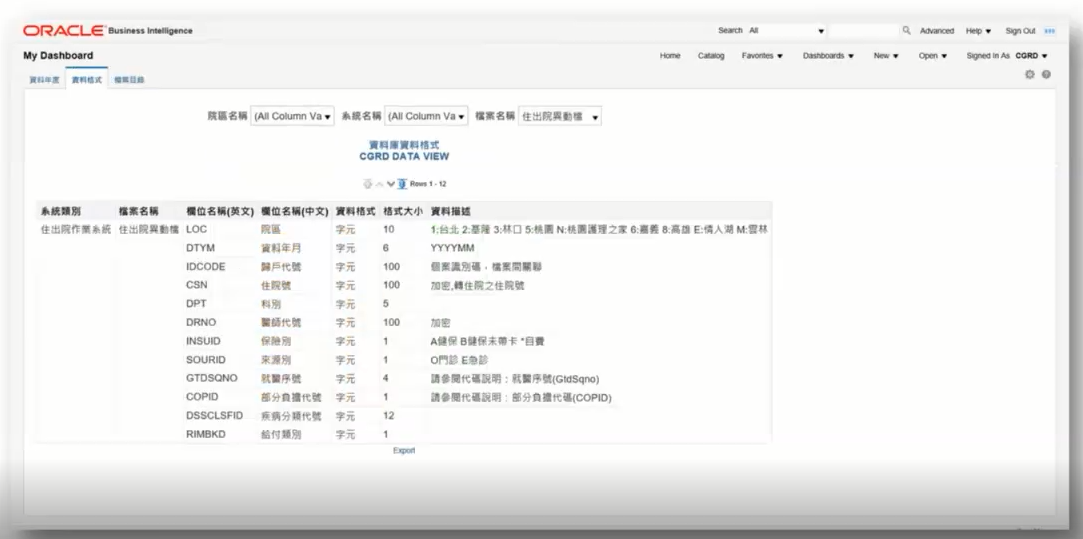 ORACLE Business Intelligence Search All Advanced Help Sign Out
My Dashboard Home Catalog Favorites Dashboards New Open Signed In As CGRD
資料年度 資料格式 檔案目錄
院區名稱 (All Column Va 系統名稱 (All Column Va 檔案名稱 住出院異動檔
資料庫資料格式
CGRD DATA VIEW
Rows 1 - 12
系統類別 檔案名稱 欄位名稱(英文) 欄位名稱(中文) 資料格式 格式大小 資料描述
住出院作業系統 住出院異動檔 LOC 院區 字元 10 1:台北 2:基隆 3:林口 5:桃園 N:桃園護理之家 6:嘉義 8:高雄 E:情人湖 M:雲林
DTYM 資料年月 字元 6 YYYYMM
IDCODE 歸戶代號 字元 100 個案識別碼，檔案間關聯
CSN 住院號 字元 100 加密,轉住院之住院號
DPT 科別 字元 5
DRNO 醫師代號 字元 100 加密
INSUID 保險別 字元 1 A健保 B健保未帶卡 *自費
SOURID 來源別 字元 1 O門診 E急診
GTDSQNO 就醫序號 字元 4 請參閱代碼說明：就醫序號(GtdSqno)
COPID 部分負擔代號 字元 1 請參閱代碼說明：部分負擔代碼(COPID)
DSSCLSFID 疾病分類代號 字元 12
RIMBKD 給付類別 字元 1
Export